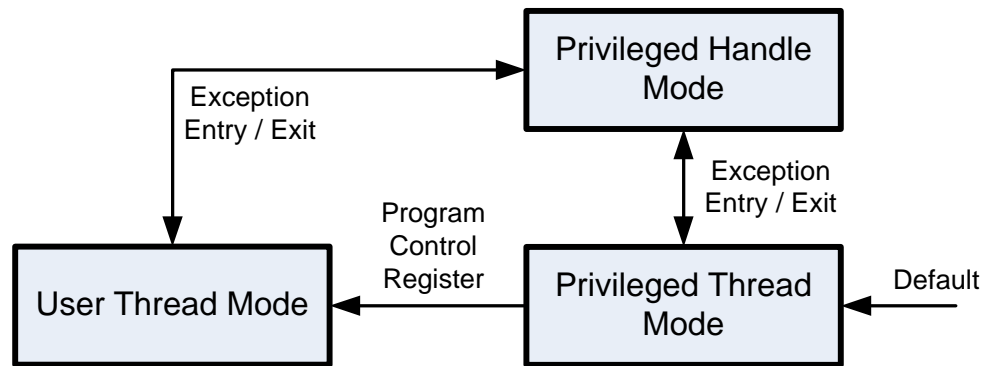 Privileged Handle
Mode
Exception
Entry / Exit
Exception
Entry / Exit
Program
Control
Register
User Thread Mode
Privileged Thread
Mode
Default